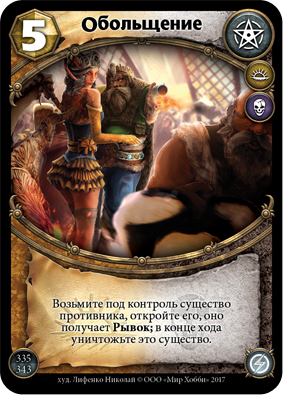 5
Обольщение
Возьмите под контроль существо
противника, откройте его, оно
получает Рывок; в конце хода
уничтожьте это существо.
335
343
худ. Лифенко Николай © ООО «Мир Хобби» 2017